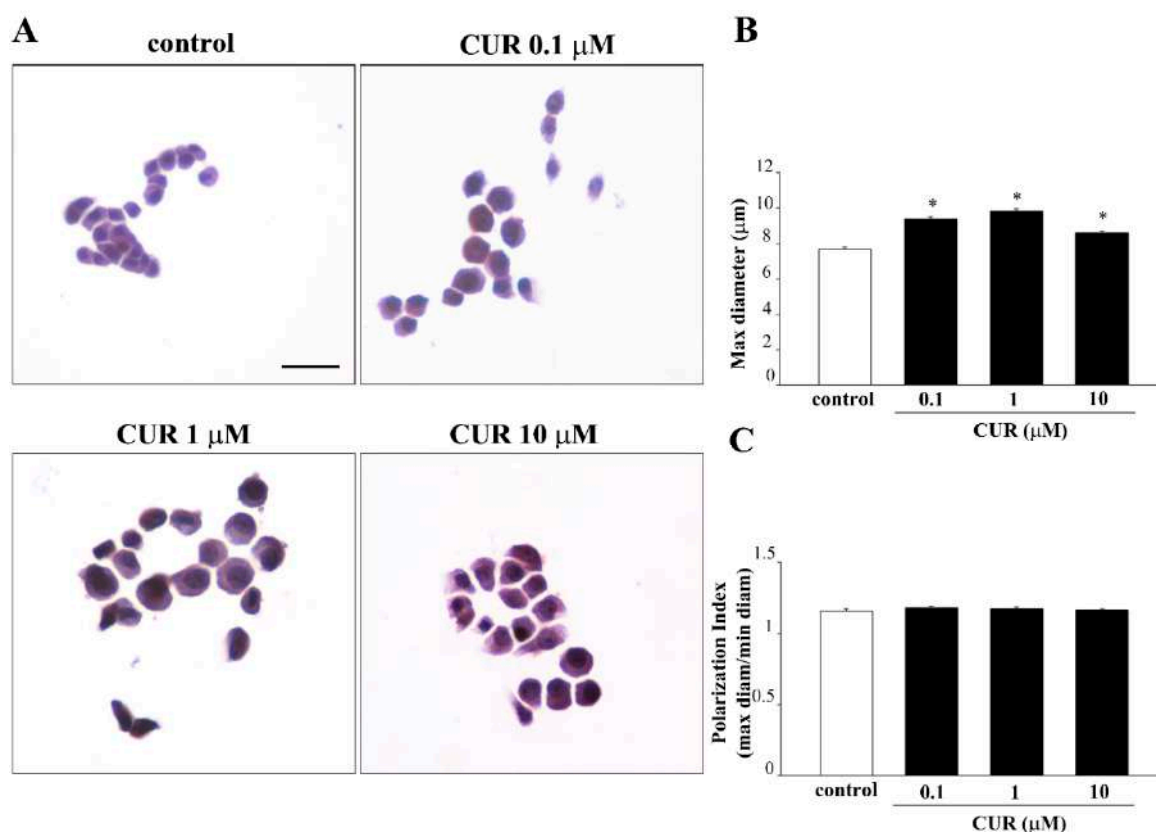 A
control
CUR 0.1 μM
CUR 1 μM
CUR 10 μM
B
Max diameter (μm)
12
10
8
6
4
2
0
*
*
*
control
0.1
1
10
CUR (μM)
C
Polarization Index
(max diam/min diam)
1.5
1
0.5
0
control
0.1
1
10
CUR (μM)